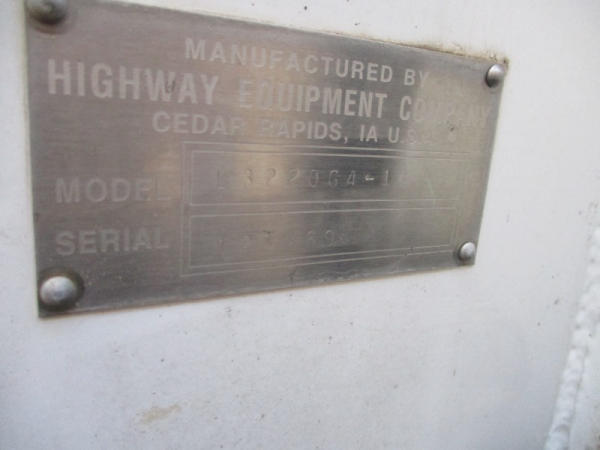 MANUFACTURED BY
HIGHWAY EQUIPMENT COMPANY
CEDAR RAPIDS, IA U.S.A.
MODEL
SERIAL